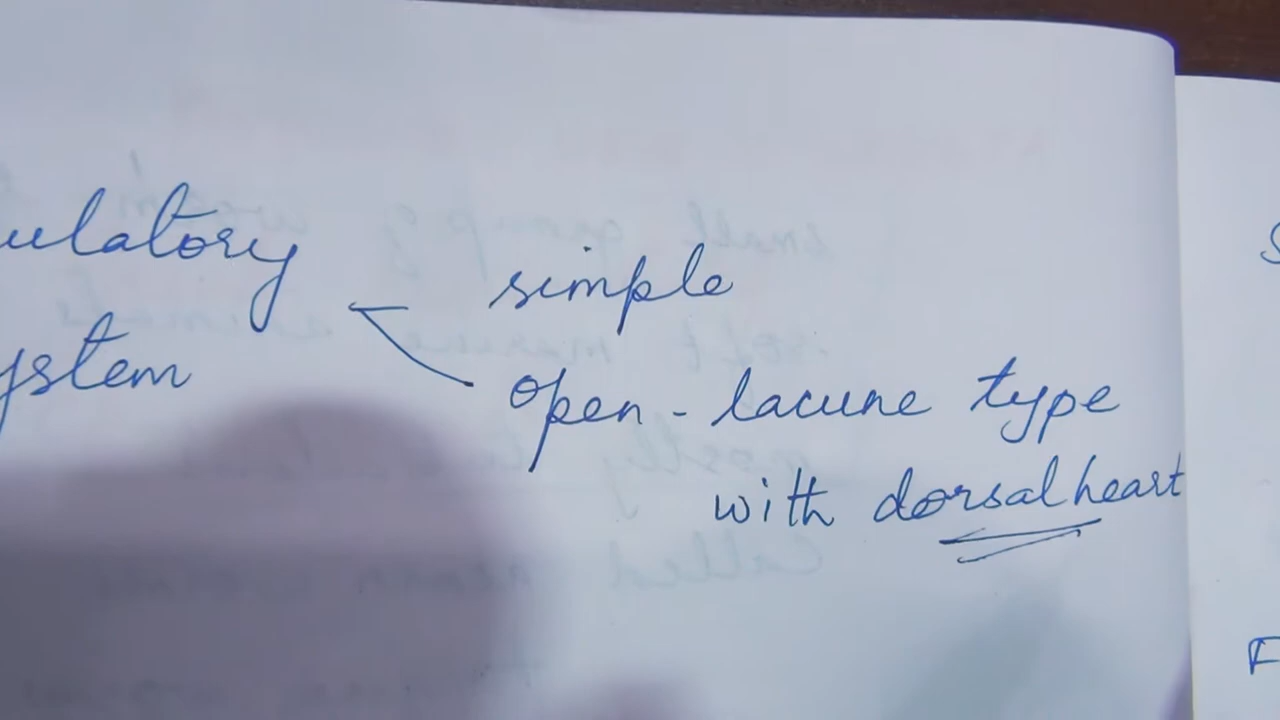 ulatory
simple
ystem
open - lacune type
with dorsal heart
S
F